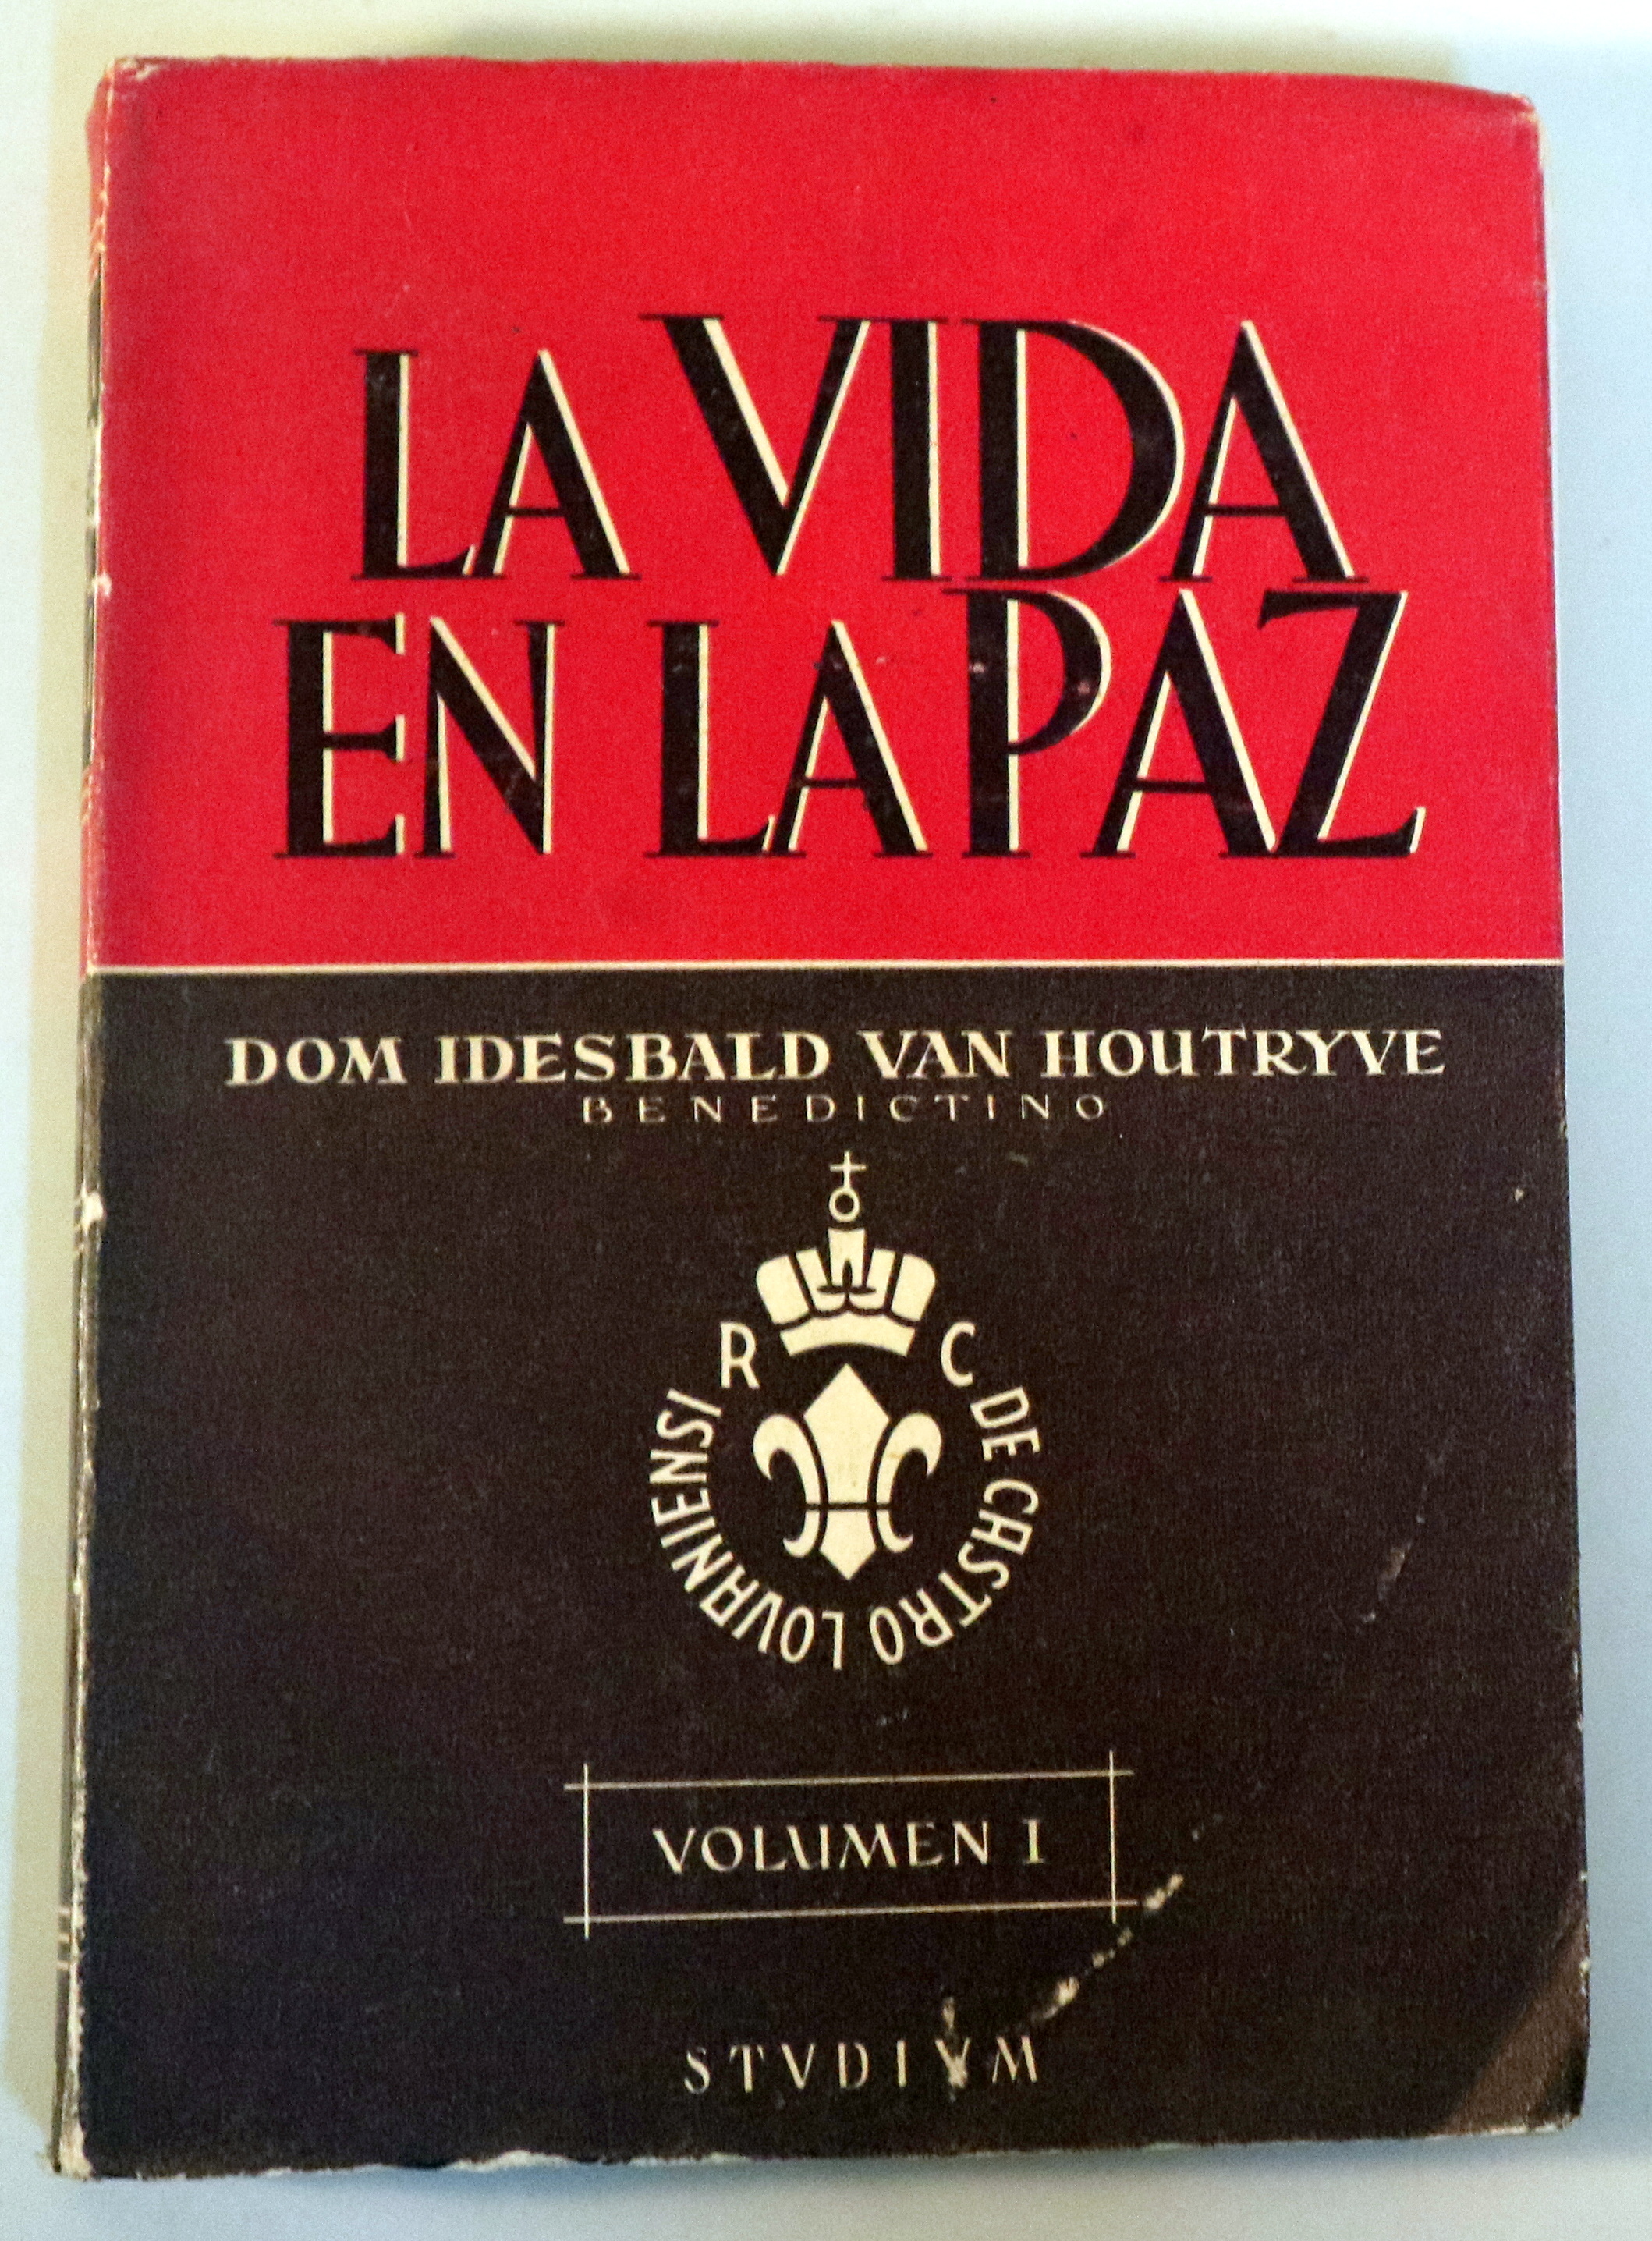 LA VIDA
EN LA PAZ
DOM IDESBALD VAN HOUTRYVE
BENEDICTINO
R C DE CASTRO LOVANIENSI
VOLUMEN I
STVDIVM